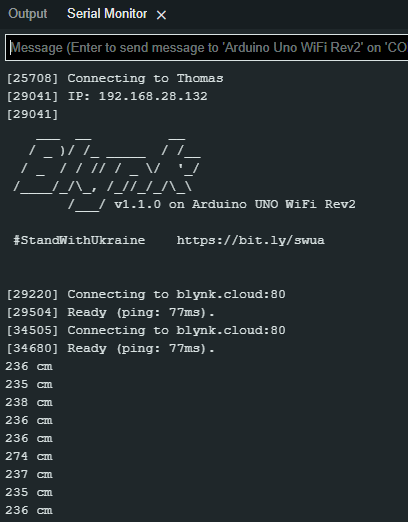 Output Serial Monitor
Message (Enter to send message to 'Arduino Uno WiFi Rev2' on 'CO
[25708] Connecting to Thomas
[29041] IP: 192.168.28.132
[29041]
    ___  __          __
   / _ )/ /_ _____  / /__
  / _  / / // / _ \/  '_/
 /____/_/\_, /_//_/_/\_\
        /___/ v1.1.0 on Arduino UNO WiFi Rev2
 #StandWithUkraine    https://bit.ly/swua
[29220] Connecting to blynk.cloud:80
[29504] Ready (ping: 77ms).
[34505] Connecting to blynk.cloud:80
[34680] Ready (ping: 77ms).
236 cm
235 cm
238 cm
236 cm
236 cm
274 cm
237 cm
235 cm
236 cm